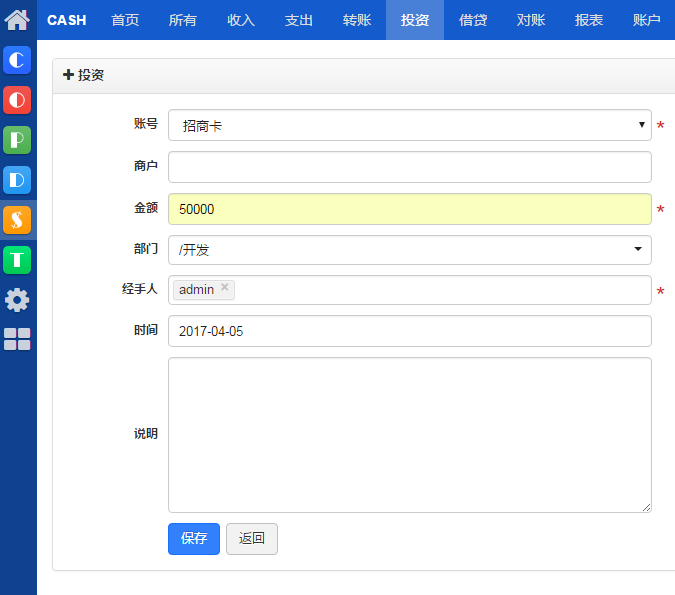 CASH 首页 所有 收入 支出 转账 投资 借贷 对账 报表 账户
C
O
P
D
S
T
+ 投资
账号 招商卡 *
商户
金额 50000 *
部门 /开发
经手人 admin × *
时间 2017-04-05
说明
保存 返回